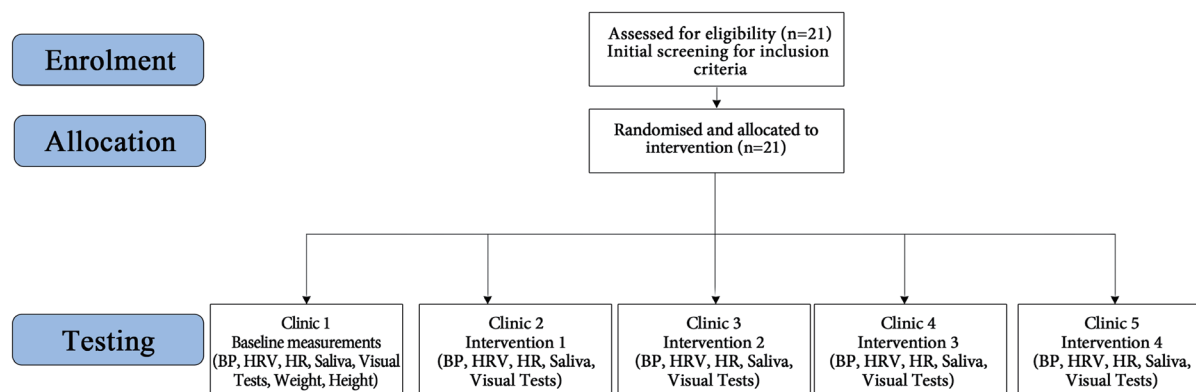 Enrolment
Assessed for eligibility (n=21)
Initial screening for inclusion
criteria
Allocation
Randomised and allocated to
intervention (n=21)
Testing
Clinic 1
Baseline measurements
(BP, HRV, HR, Saliva, Visual
Tests, Weight, Height)
Clinic 2
Intervention 1
(BP, HRV, HR, Saliva,
Visual Tests)
Clinic 3
Intervention 2
(BP, HRV, HR, Saliva,
Visual Tests)
Clinic 4
Intervention 3
(BP, HRV, HR, Saliva,
Visual Tests)
Clinic 5
Intervention 4
(BP, HRV, HR, Saliva,
Visual Tests)